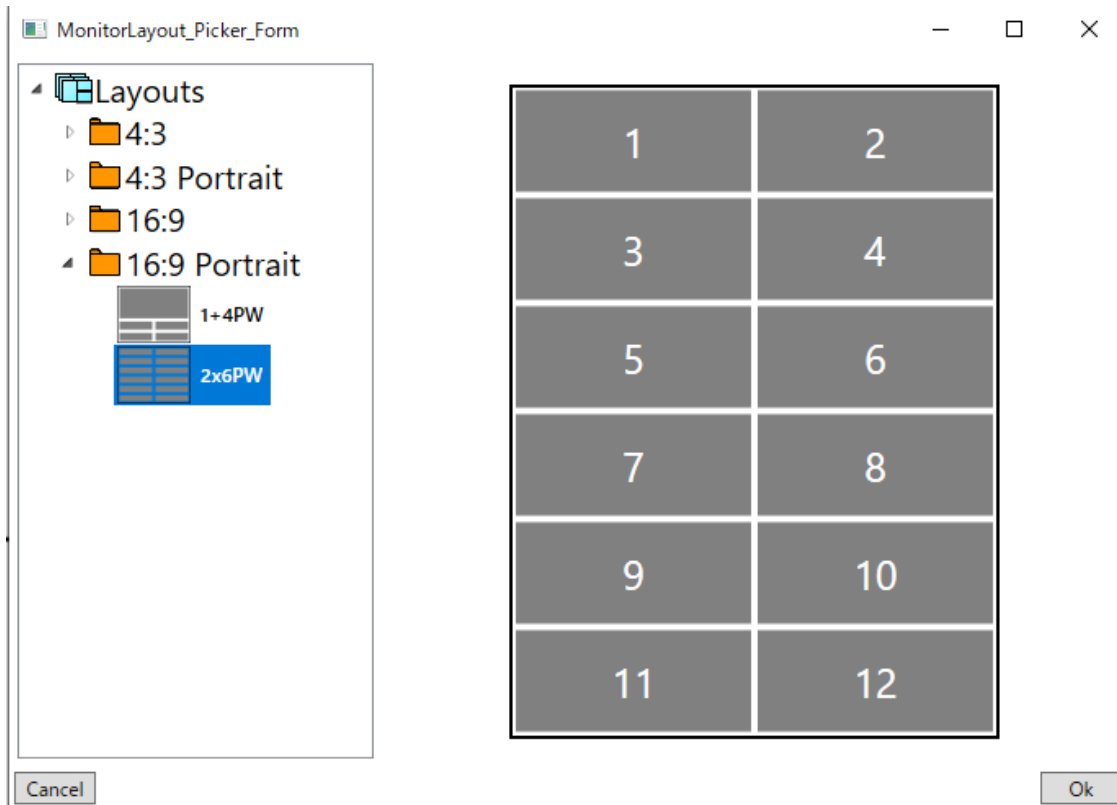 MonitorLayout_Picker_Form
Layouts
4:3
4:3 Portrait
16:9
16:9 Portrait
1+4PW
2x6PW
1 2
3 4
5 6
7 8
9 10
11 12
Cancel
Ok